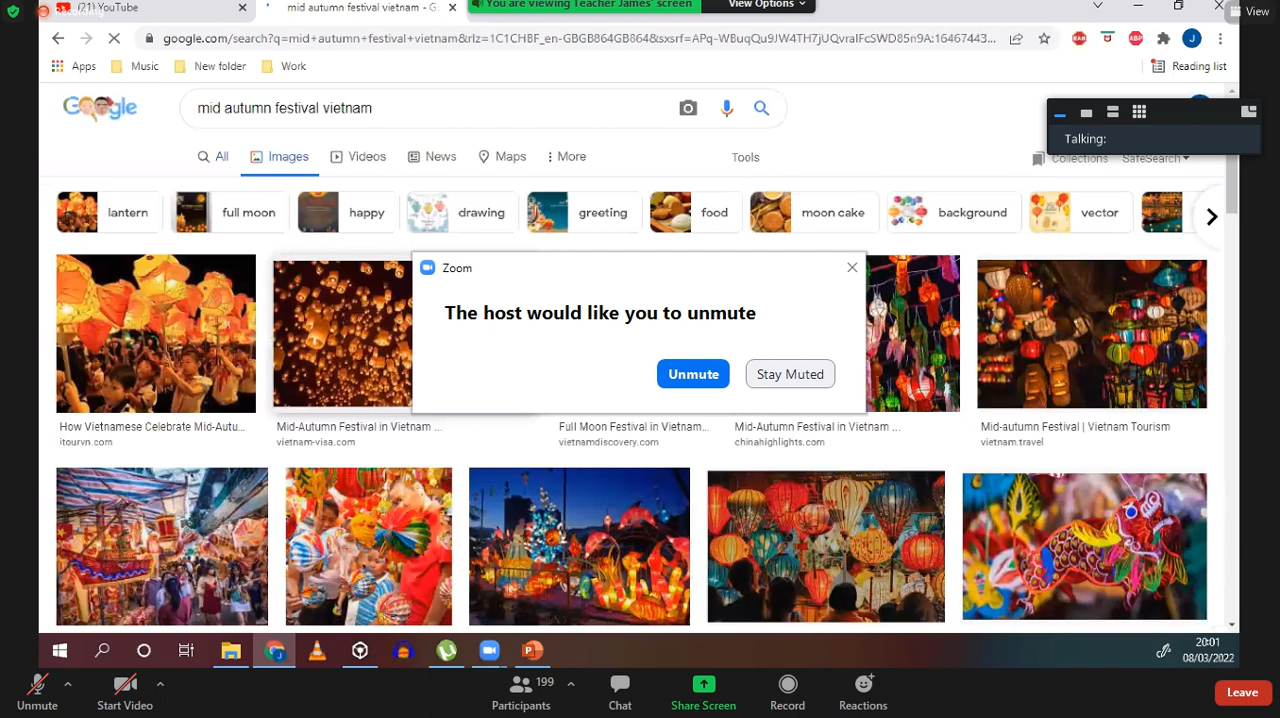 (21) YouTube
mid autumn festival vietnam - G
You are viewing Teacher James' screen
View Options
Recording
View
google.com/search?q=mid+autumn+festival+vietnam&rlz=1C1CHBF_en-GBGB864GB864&sxsrf=APq-WBuqQu9JW4TH7jUQvraIFcSWD85n9A:16467443...
ABP
J
Apps
Music
New folder
Work
Reading list
Google
mid autumn festival vietnam
Talking:
All
Images
Videos
News
Maps
More
Tools
Collections
SafeSearch
lantern
full moon
happy
drawing
greeting
food
moon cake
background
vector
Zoom
The host would like you to unmute
Unmute
Stay Muted
How Vietnamese Celebrate Mid-Autu...
itourvn.com
Mid-Autumn Festival in Vietnam ...
vietnam-visa.com
Full Moon Festival in Vietnam...
vietnamdiscovery.com
Mid-Autumn Festival in Vietnam ...
chinahighlights.com
Mid-autumn Festival | Vietnam Tourism
vietnam.travel
20:01
08/03/2022
Unmute
Start Video
199
Participants
Chat
Share Screen
Record
Reactions
Leave